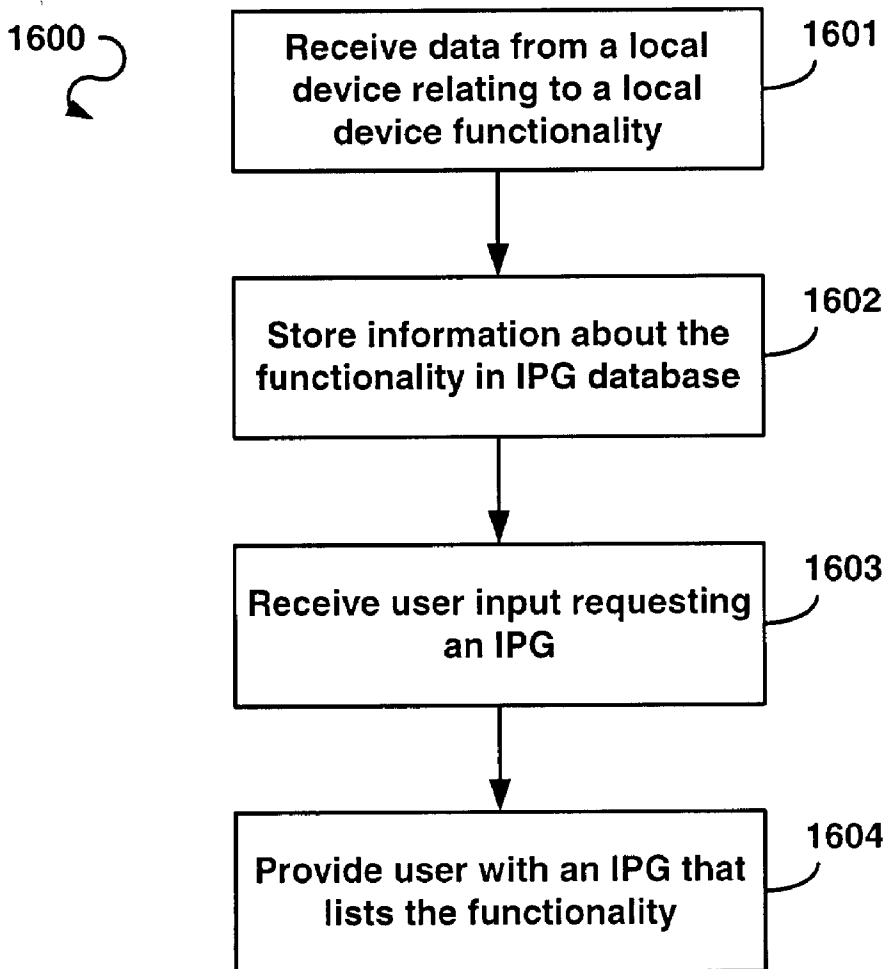 1600
Receive data from a local
device relating to a local
device functionality
1601
Store information about the
functionality in IPG database
1602
Receive user input requesting
an IPG
1603
Provide user with an IPG that
lists the functionality
1604